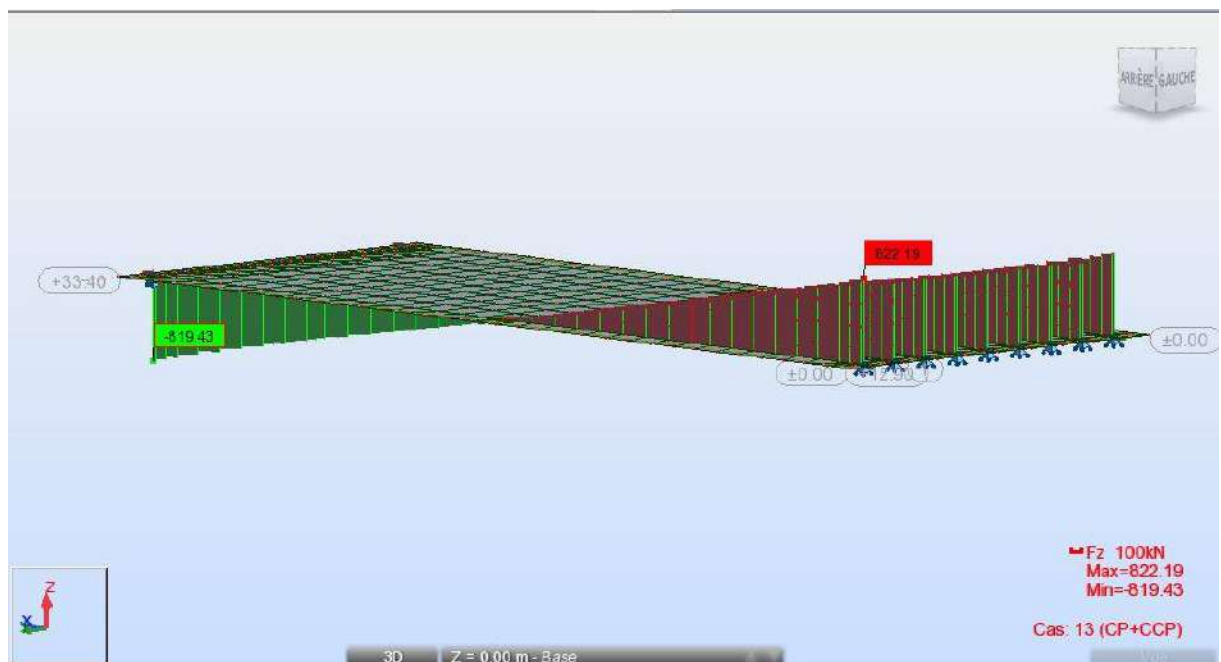 ARRIÈRE GAUCHE
822.19
+33.40
-819.43
±0.00
±0.00
Fz 100kN
Max=822.19
Min=-819.43
Cas: 13 (CP+CCP)
Z
X
3D
Z = 0.00 m - Base